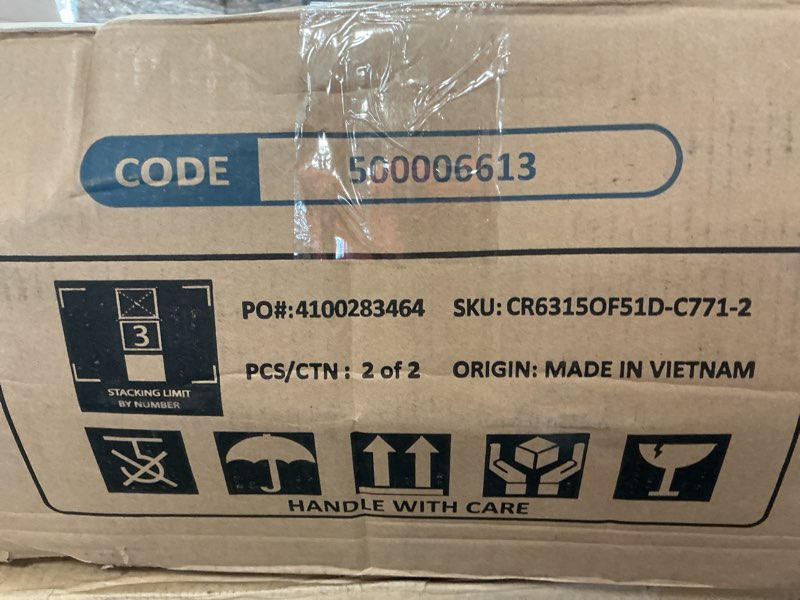 CODE 500006613
PO#:4100283464 SKU: CR6315OF51D-C771-2
3
PCS/CTN : 2 of 2 ORIGIN: MADE IN VIETNAM
STACKING LIMIT
BY NUMBER
HANDLE WITH CARE